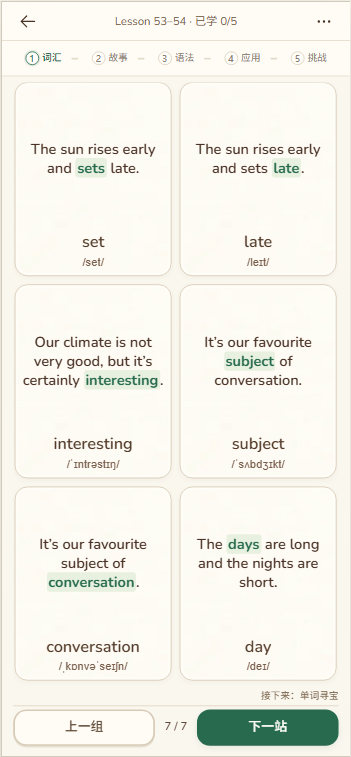 Lesson 53–54 · 已学 0/5
1 词汇 – 2 故事 – 3 语法 – 4 应用 – 5 挑战
The sun rises early
and sets late.
set
/set/
The sun rises early
and sets late.
late
/leɪt/
Our climate is not
very good, but it’s
certainly interesting.
interesting
/ˈɪntrəstɪŋ/
It’s our favourite
subject of
conversation.
subject
/ˈsʌbdʒɪkt/
It’s our favourite
subject of
conversation.
conversation
/ˌkɒnvəˈseɪʃn/
The days are long
and the nights are
short.
day
/deɪ/
接下来：单词寻宝
上一组 7 / 7 下一站